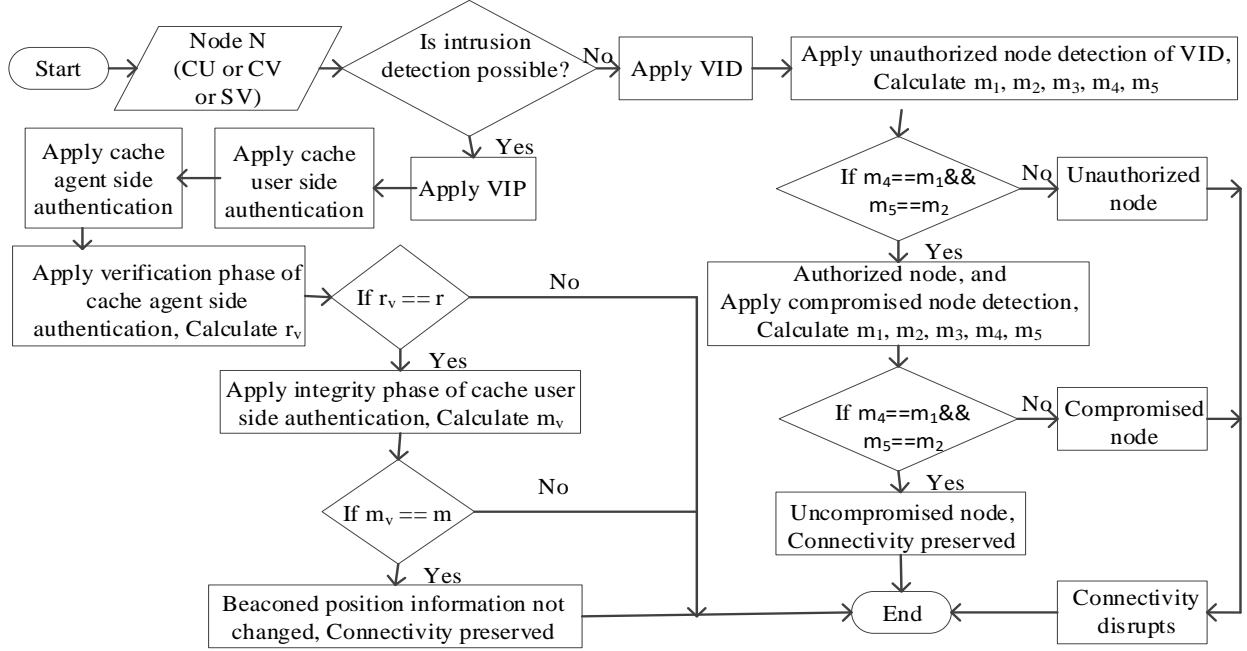 Start
Node N
(CU or CV
or SV)
Is intrusion
detection possible?
No
Apply VID
Apply unauthorized node detection of VID,
Calculate m₁, m₂, m₃, m₄, m₅
Yes
Apply VIP
Apply cache
user side
authentication
Apply cache
agent side
authentication
Apply verification phase of
cache agent side
authentication, Calculate rᵥ
If rᵥ == r
No
Yes
Apply integrity phase of cache user
side authentication, Calculate mᵥ
If mᵥ == m
No
Yes
Beaconed position information not
changed, Connectivity preserved
If m₄==m₁&&
m₅==m₂
No
Unauthorized
node
Yes
Authorized node, and
Apply compromised node detection,
Calculate m₁, m₂, m₃, m₄, m₅
If m₄==m₁&&
m₅==m₂
No
Compromised
node
Yes
Uncompromised node,
Connectivity preserved
End
Connectivity
disrupts